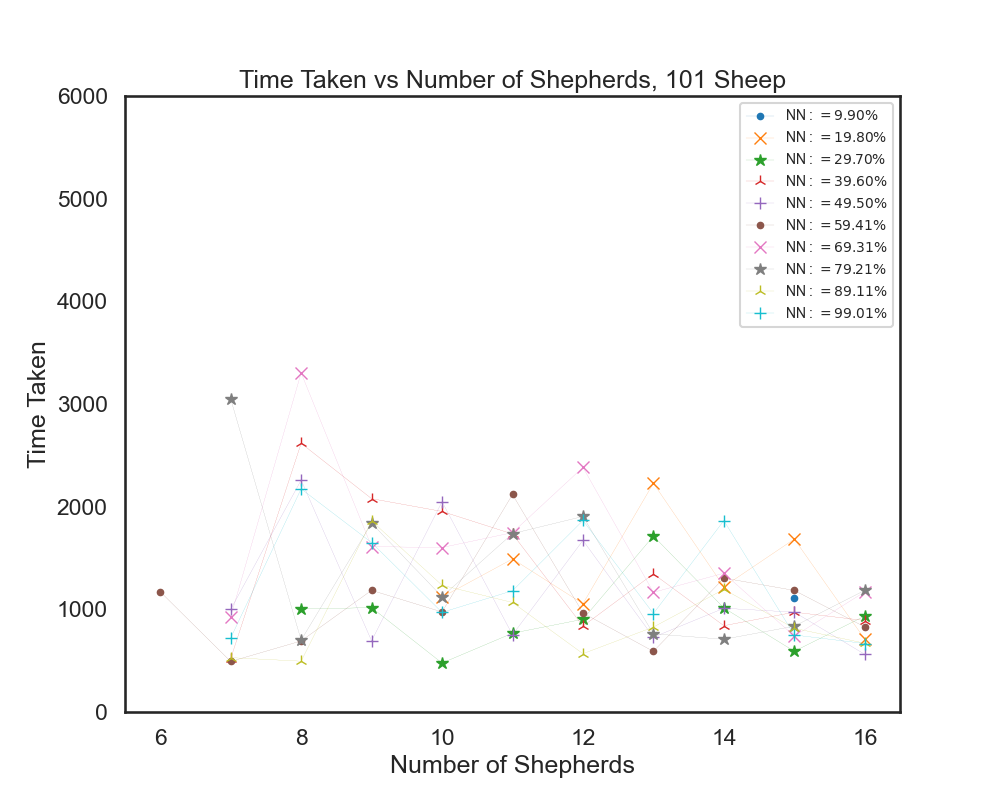 Time Taken vs Number of Shepherds, 101 Sheep
6000
5000
4000
3000
2000
1000
0
Time Taken
NN : = 9.90%
NN : = 19.80%
NN : = 29.70%
NN : = 39.60%
NN : = 49.50%
NN : = 59.41%
NN : = 69.31%
NN : = 79.21%
NN : = 89.11%
NN : = 99.01%
6 8 10 12 14 16
Number of Shepherds